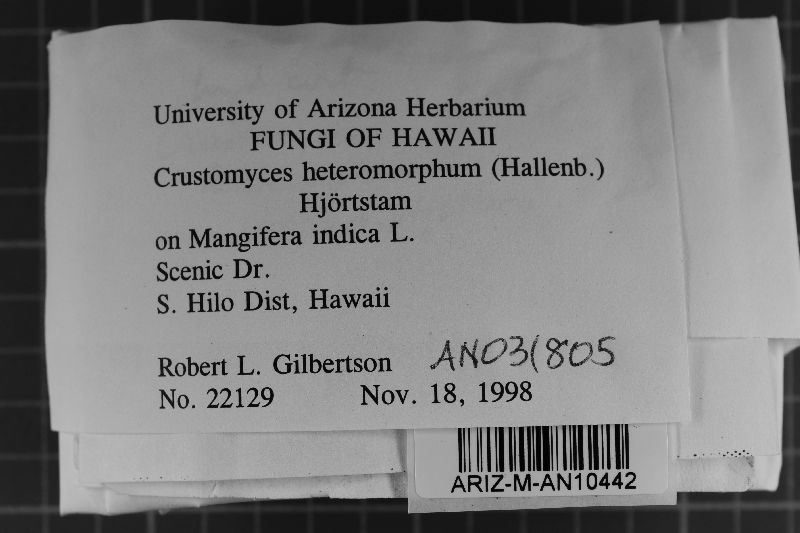 University of Arizona Herbarium
FUNGI OF HAWAII
Crustomyces heteromorphum (Hallenb.)
Hjörtstam
on Mangifera indica L.
Scenic Dr.
S. Hilo Dist, Hawaii
Robert L. Gilbertson AN031805
No. 22129 Nov. 18, 1998
ARIZ-M-AN10442